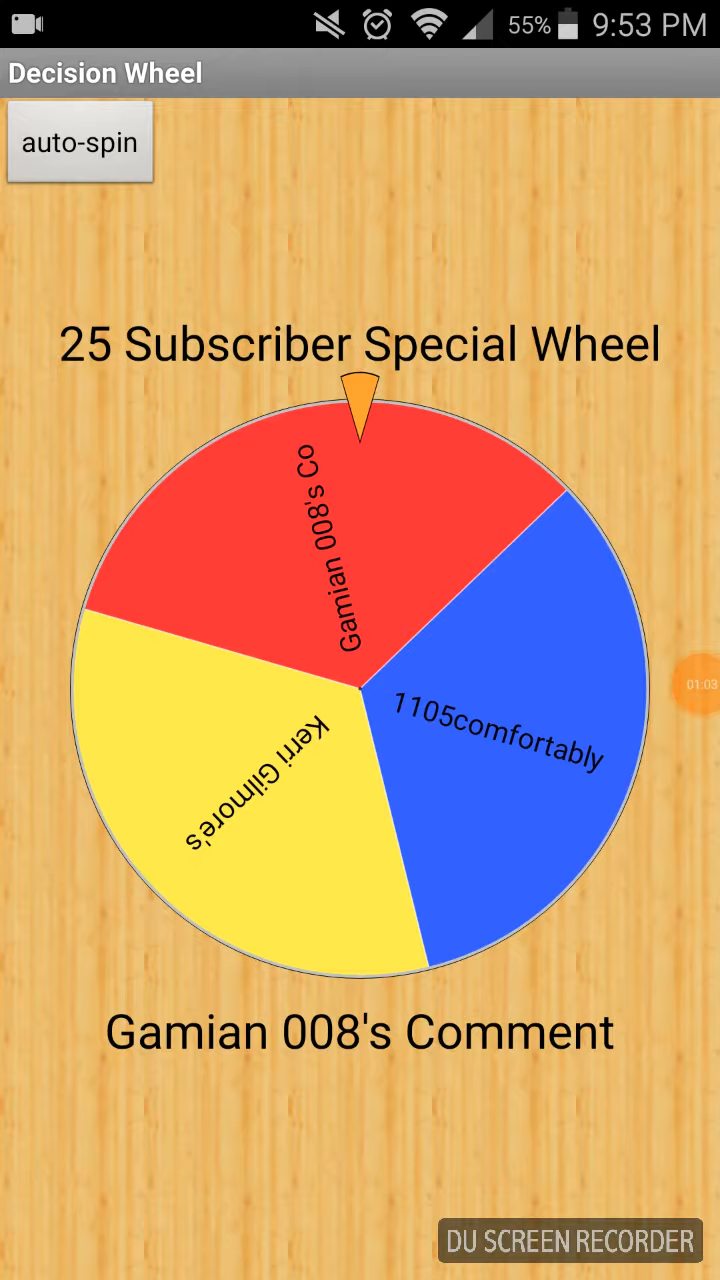 55% 9:53 PM
Decision Wheel
auto-spin
25 Subscriber Special Wheel
Gamian 008's Co
1105comfortably
Kerri Gilmore's
01:03
Gamian 008's Comment
DU SCREEN RECORDER